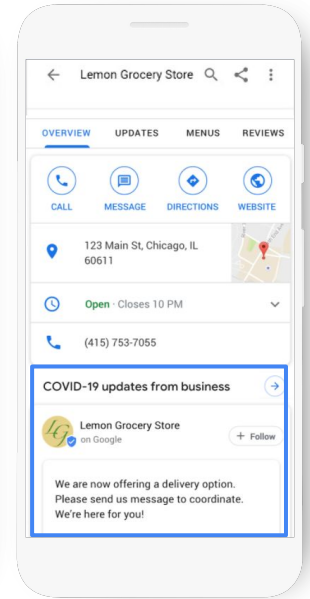 Lemon Grocery Store
OVERVIEW UPDATES MENUS REVIEWS
CALL MESSAGE DIRECTIONS WEBSITE
123 Main St, Chicago, IL
60611
Open · Closes 10 PM
(415) 753-7055
COVID-19 updates from business
LG
Lemon Grocery Store
on Google
+ Follow
We are now offering a delivery option.
Please send us message to coordinate.
We're here for you!